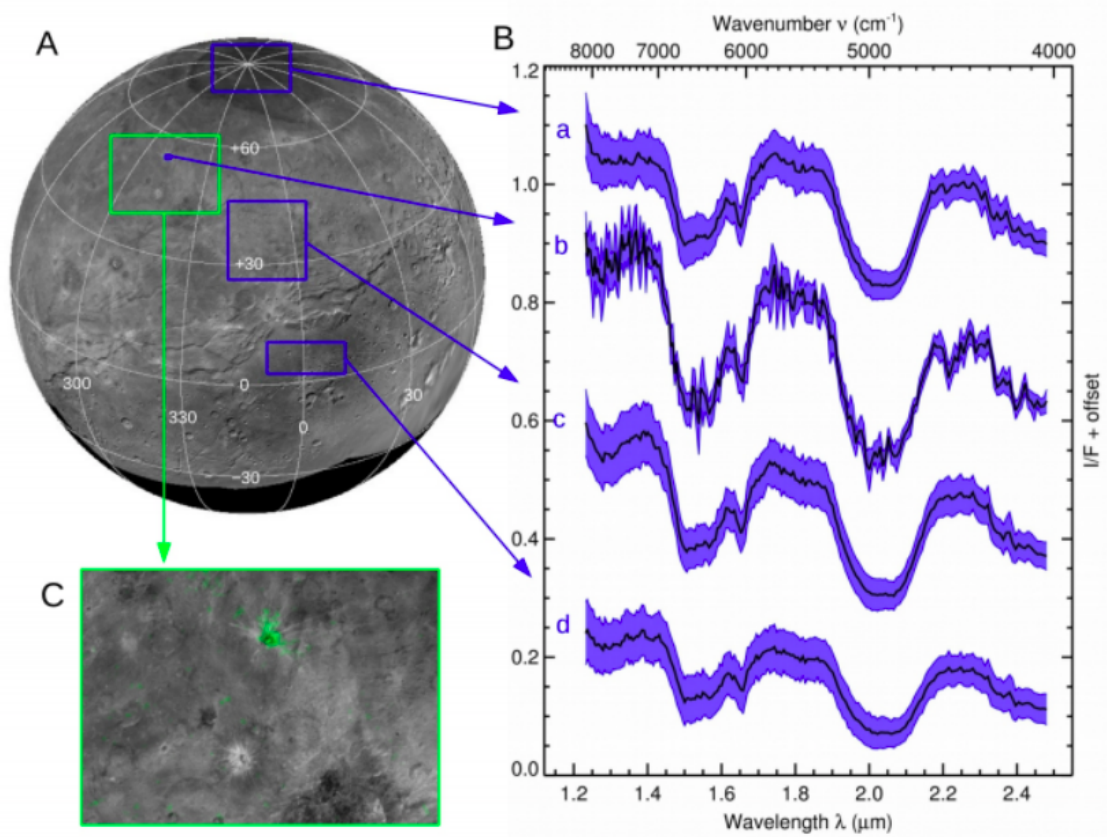 A
+60
+30
300
0
330
30
0
−30
B
Wavenumber ν (cm⁻¹)
8000 7000 6000 5000 4000
1.2
a
1.0
b
0.8
0.6
c
0.4
d
0.2
0.0
1.2 1.4 1.6 1.8 2.0 2.2 2.4
Wavelength λ (μm)
I/F + offset
C